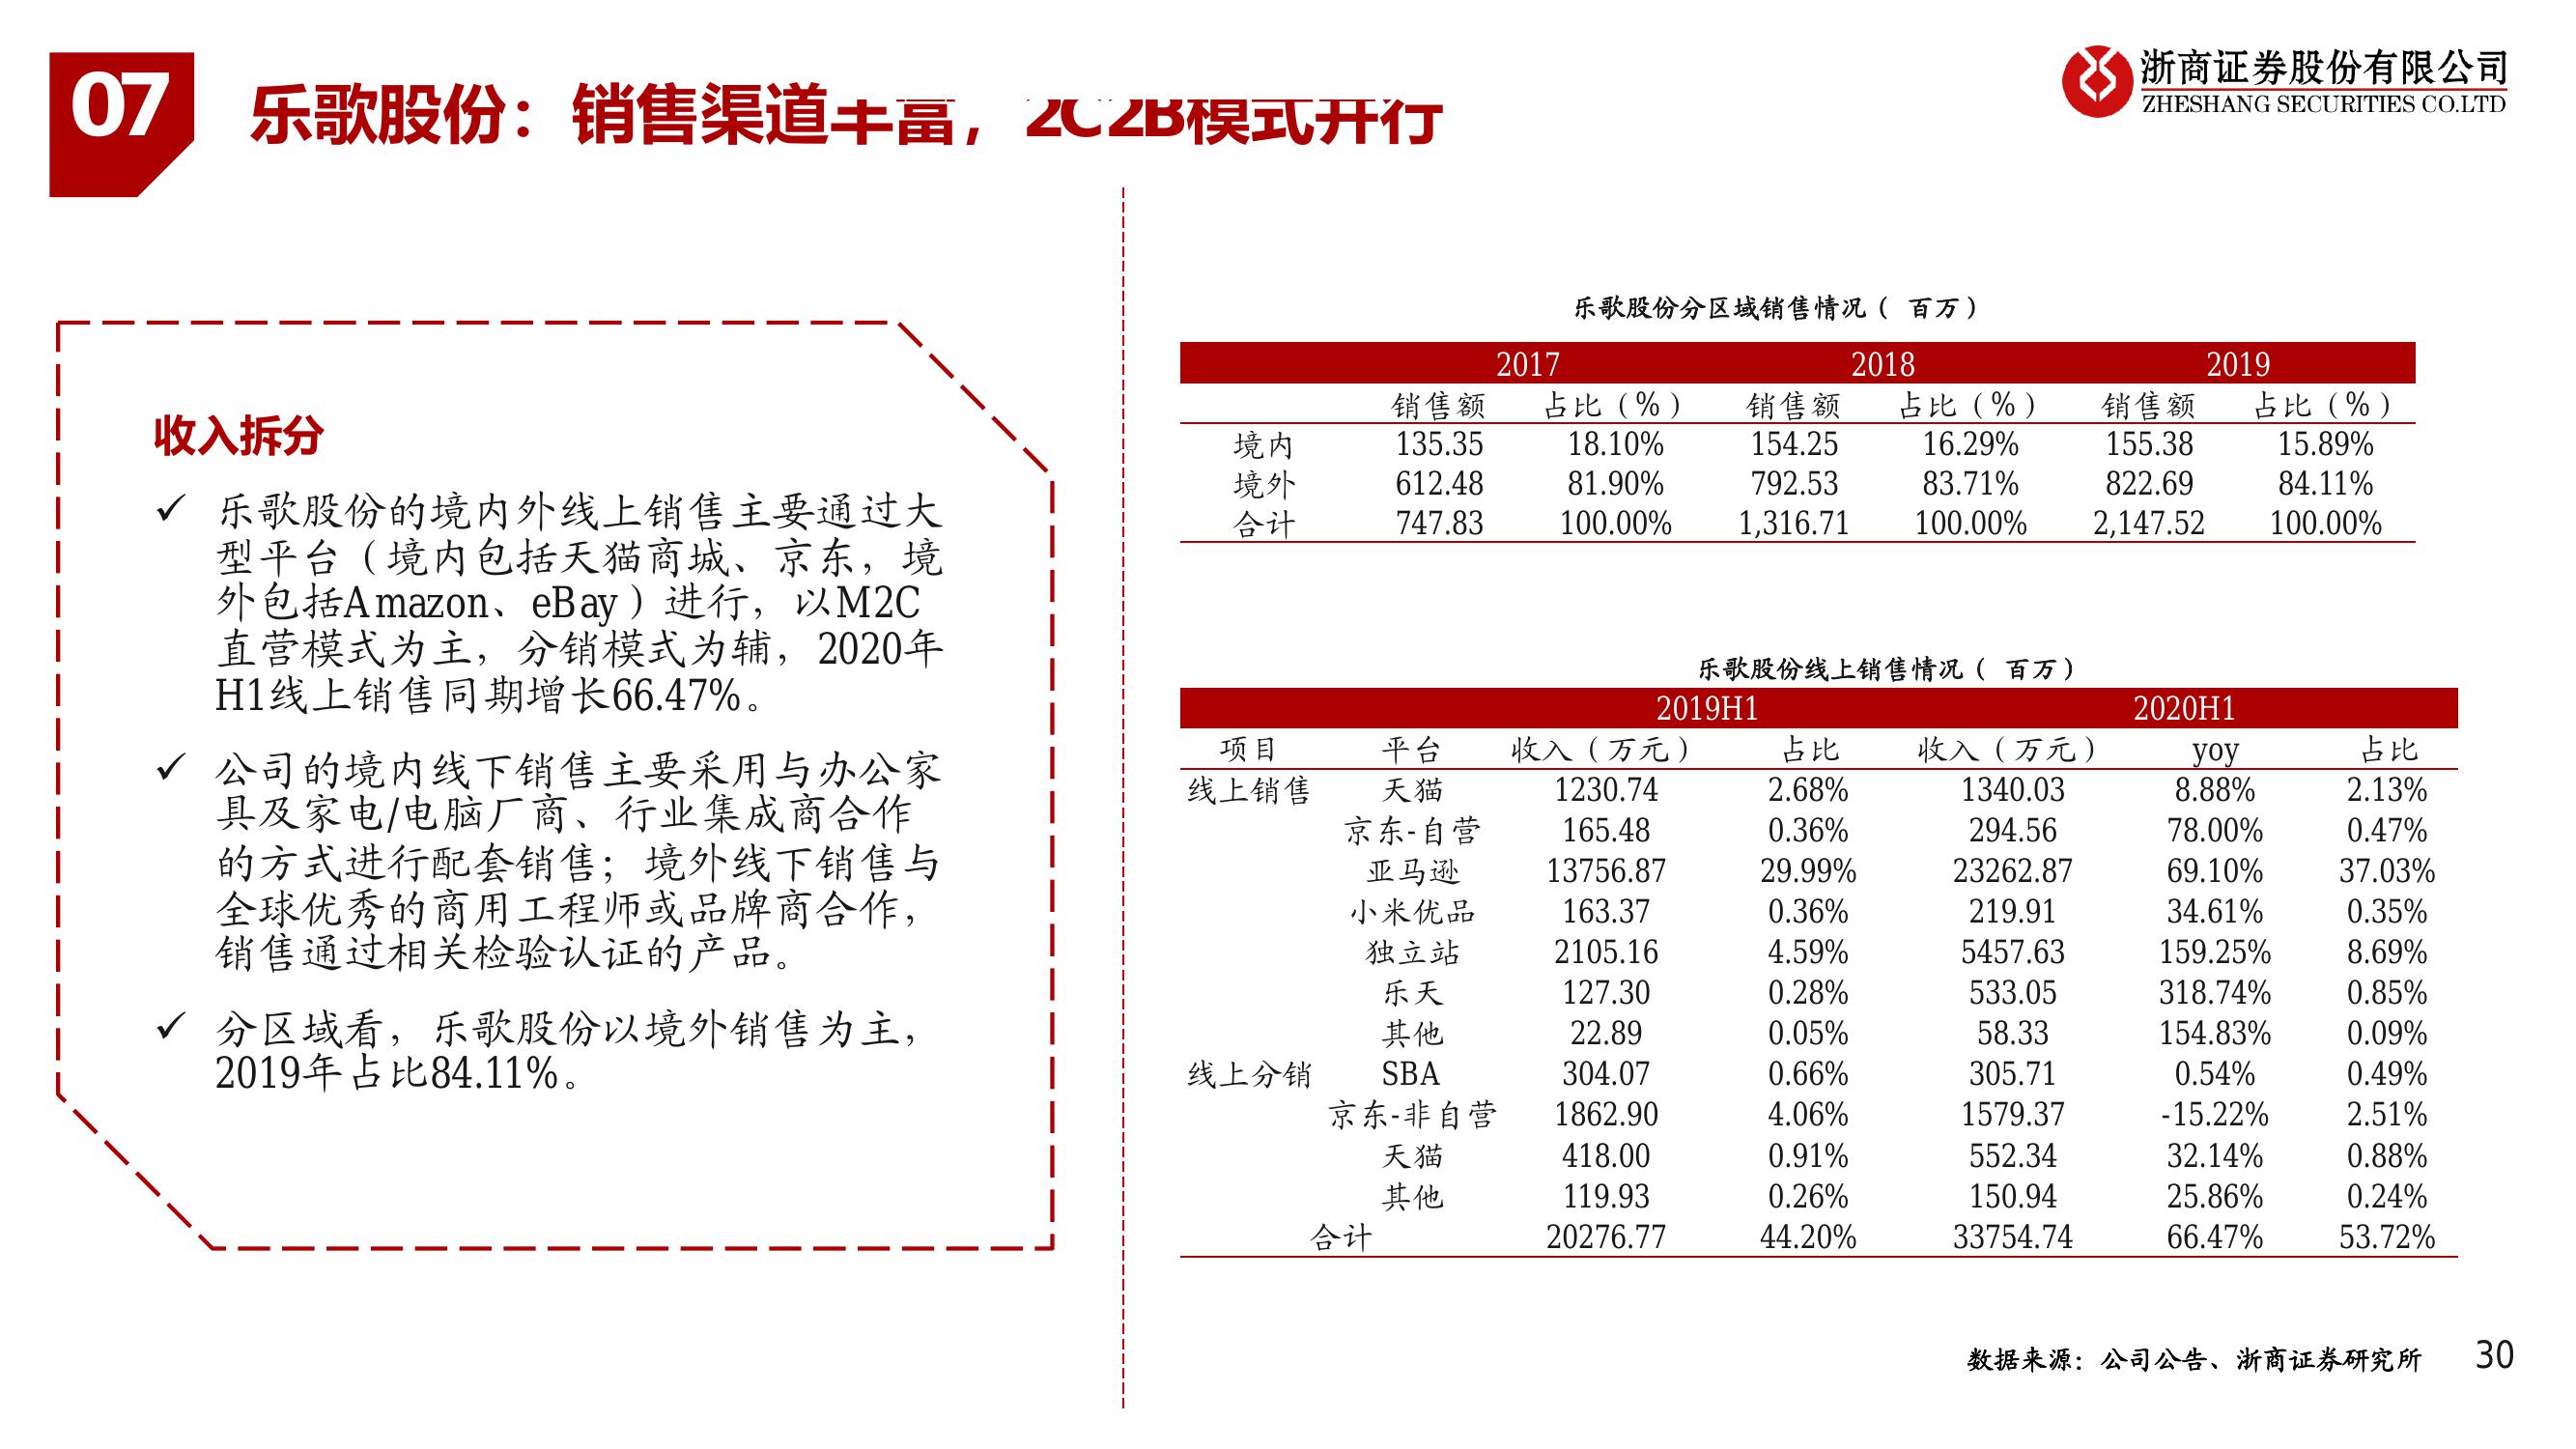 07
乐歌股份：销售渠道丰富，2C2B模式并行
浙商证券股份有限公司
ZHESHANG SECURITIES CO.LTD
收入拆分
✓ 乐歌股份的境内外线上销售主要通过大
型平台（境内包括天猫商城、京东，境
外包括Amazon、eBay）进行，以M2C
直营模式为主，分销模式为辅，2020年
H1线上销售同期增长66.47%。
✓ 公司的境内线下销售主要采用与办公家
具及家电/电脑厂商、行业集成商合作
的方式进行配套销售；境外线下销售与
全球优秀的商用工程师或品牌商合作，
销售通过相关检验认证的产品。
✓ 分区域看，乐歌股份以境外销售为主，
2019年占比84.11%。
乐歌股份分区域销售情况（ 百万）
2017 2018 2019
销售额 占比（%） 销售额 占比（%） 销售额 占比（%）
境内 135.35 18.10% 154.25 16.29% 155.38 15.89%
境外 612.48 81.90% 792.53 83.71% 822.69 84.11%
合计 747.83 100.00% 1,316.71 100.00% 2,147.52 100.00%
乐歌股份线上销售情况（ 百万）
2019H1 2020H1
项目 平台 收入（万元） 占比 收入（万元） yoy 占比
线上销售 天猫 1230.74 2.68% 1340.03 8.88% 2.13%
京东-自营 165.48 0.36% 294.56 78.00% 0.47%
亚马逊 13756.87 29.99% 23262.87 69.10% 37.03%
小米优品 163.37 0.36% 219.91 34.61% 0.35%
独立站 2105.16 4.59% 5457.63 159.25% 8.69%
乐天 127.30 0.28% 533.05 318.74% 0.85%
其他 22.89 0.05% 58.33 154.83% 0.09%
线上分销 SBA 304.07 0.66% 305.71 0.54% 0.49%
京东-非自营 1862.90 4.06% 1579.37 -15.22% 2.51%
天猫 418.00 0.91% 552.34 32.14% 0.88%
其他 119.93 0.26% 150.94 25.86% 0.24%
合计 20276.77 44.20% 33754.74 66.47% 53.72%
数据来源：公司公告、浙商证券研究所
30